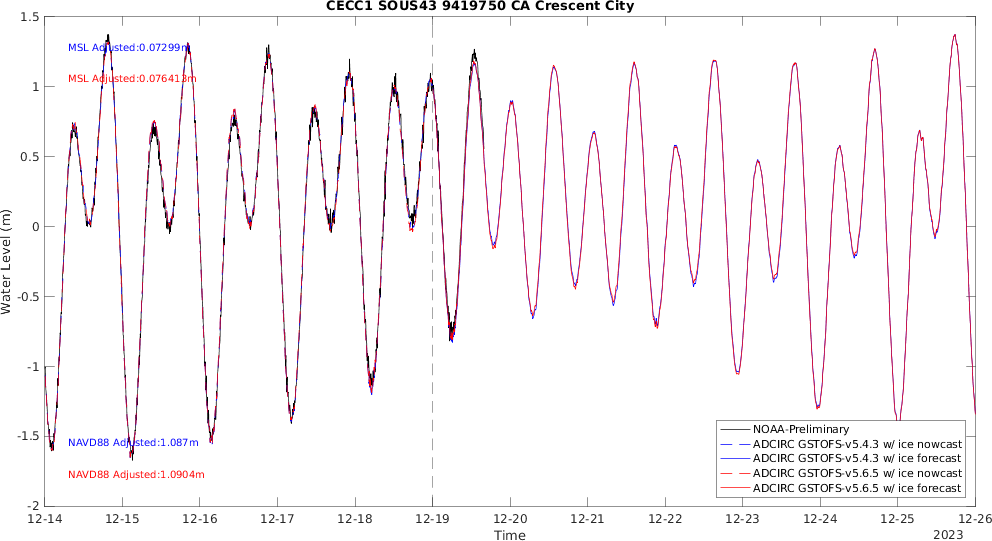 CECC1 SOUS43 9419750 CA Crescent City
MSL Adjusted:0.07299m
MSL Adjusted:0.076413m
NAVD88 Adjusted:1.087m
NAVD88 Adjusted:1.0904m
Water Level (m)
1.5
1
0.5
0
-0.5
-1
-1.5
-2
NOAA-Preliminary
ADCIRC GSTOFS-v5.4.3 w/ ice nowcast
ADCIRC GSTOFS-v5.4.3 w/ ice forecast
ADCIRC GSTOFS-v5.6.5 w/ ice nowcast
ADCIRC GSTOFS-v5.6.5 w/ ice forecast
12-14 12-15 12-16 12-17 12-18 12-19 12-20 12-21 12-22 12-23 12-24 12-25 12-26
Time
2023